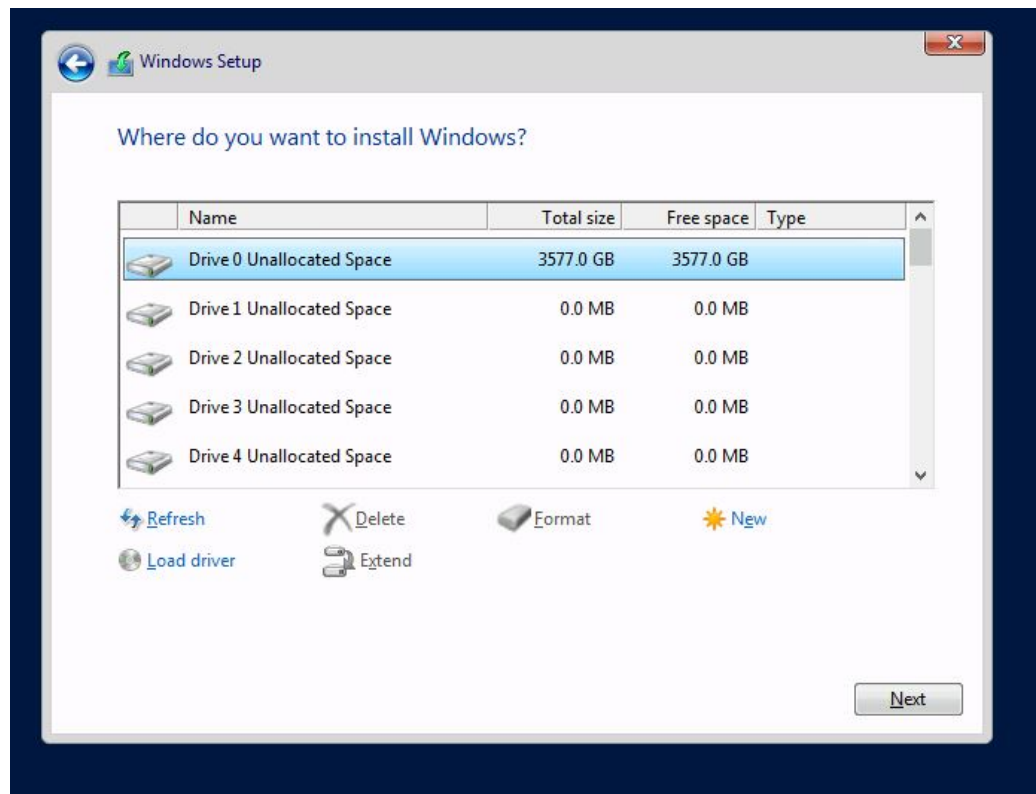 Windows Setup
Where do you want to install Windows?
Name Total size Free space Type
Drive 0 Unallocated Space 3577.0 GB 3577.0 GB
Drive 1 Unallocated Space 0.0 MB 0.0 MB
Drive 2 Unallocated Space 0.0 MB 0.0 MB
Drive 3 Unallocated Space 0.0 MB 0.0 MB
Drive 4 Unallocated Space 0.0 MB 0.0 MB
Refresh Delete Format New
Load driver Extend
Next